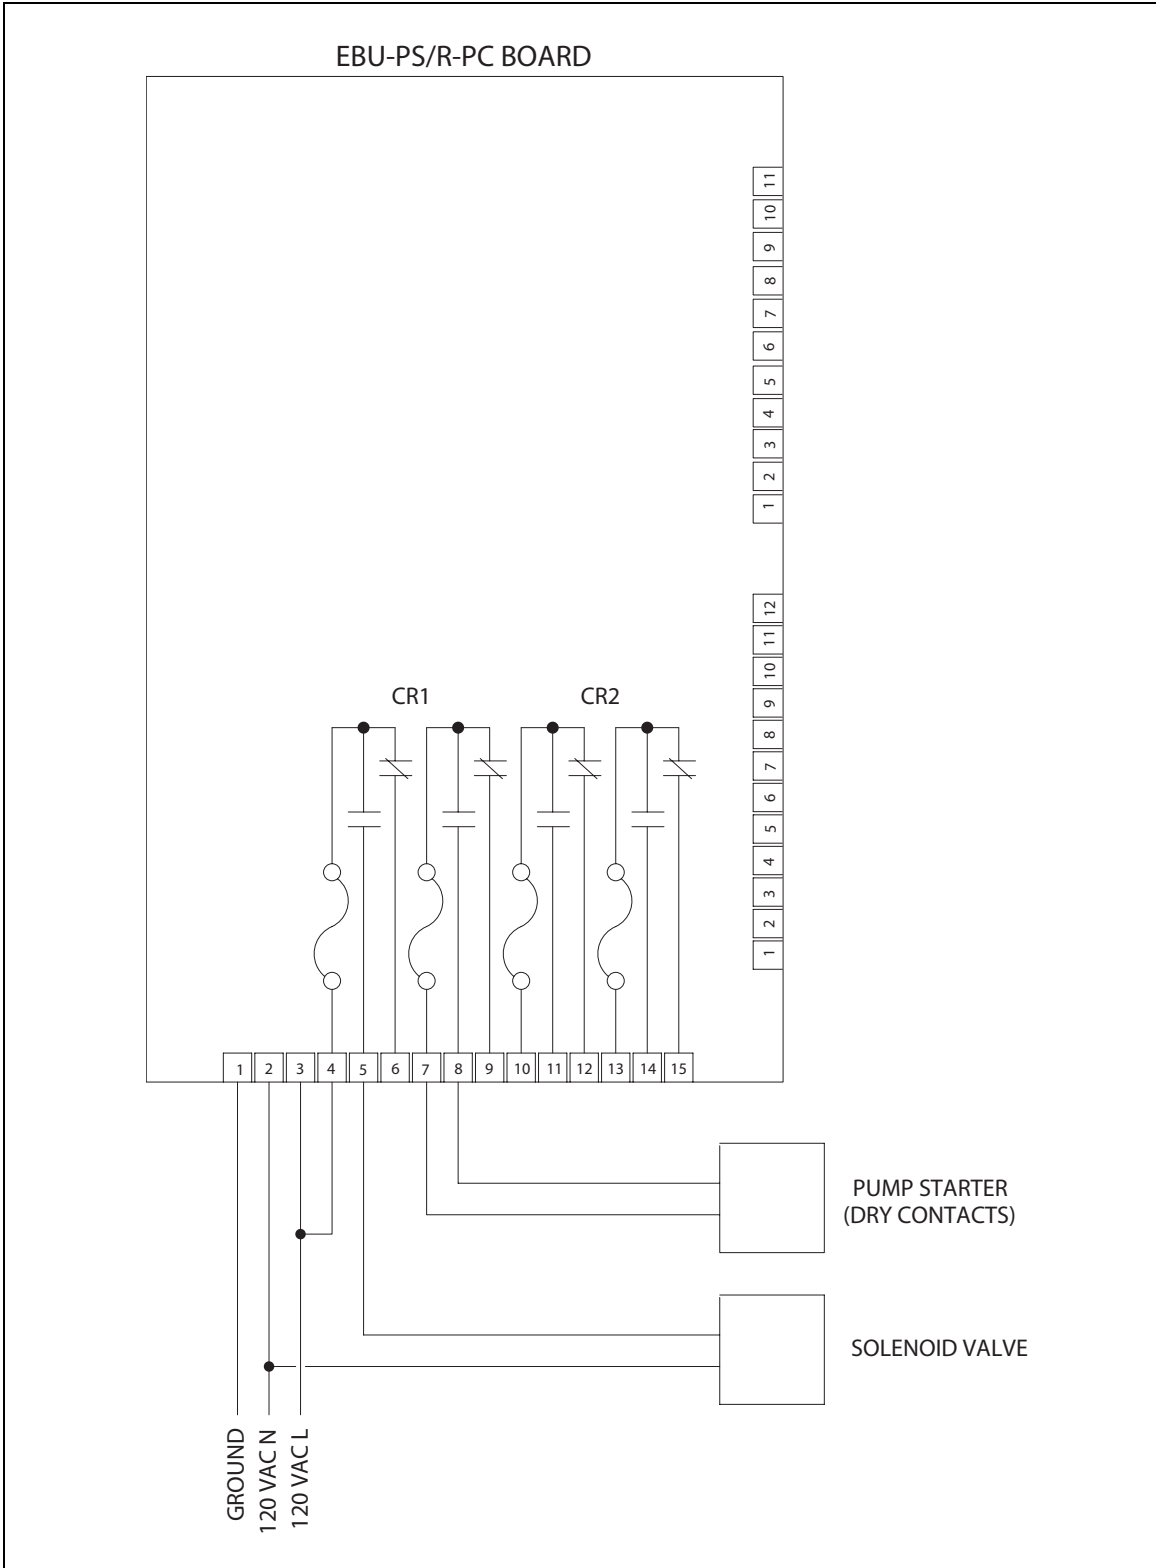 EBU-PS/R-PC BOARD
11
10
9
8
7
6
5
4
3
2
1
12
11
10
9
8
7
6
5
4
3
2
1
CR1 CR2
1 2 3 4 5 6 7 8 9 10 11 12 13 14 15
PUMP STARTER
(DRY CONTACTS)
SOLENOID VALVE
GROUND
120 VAC N
120 VAC L